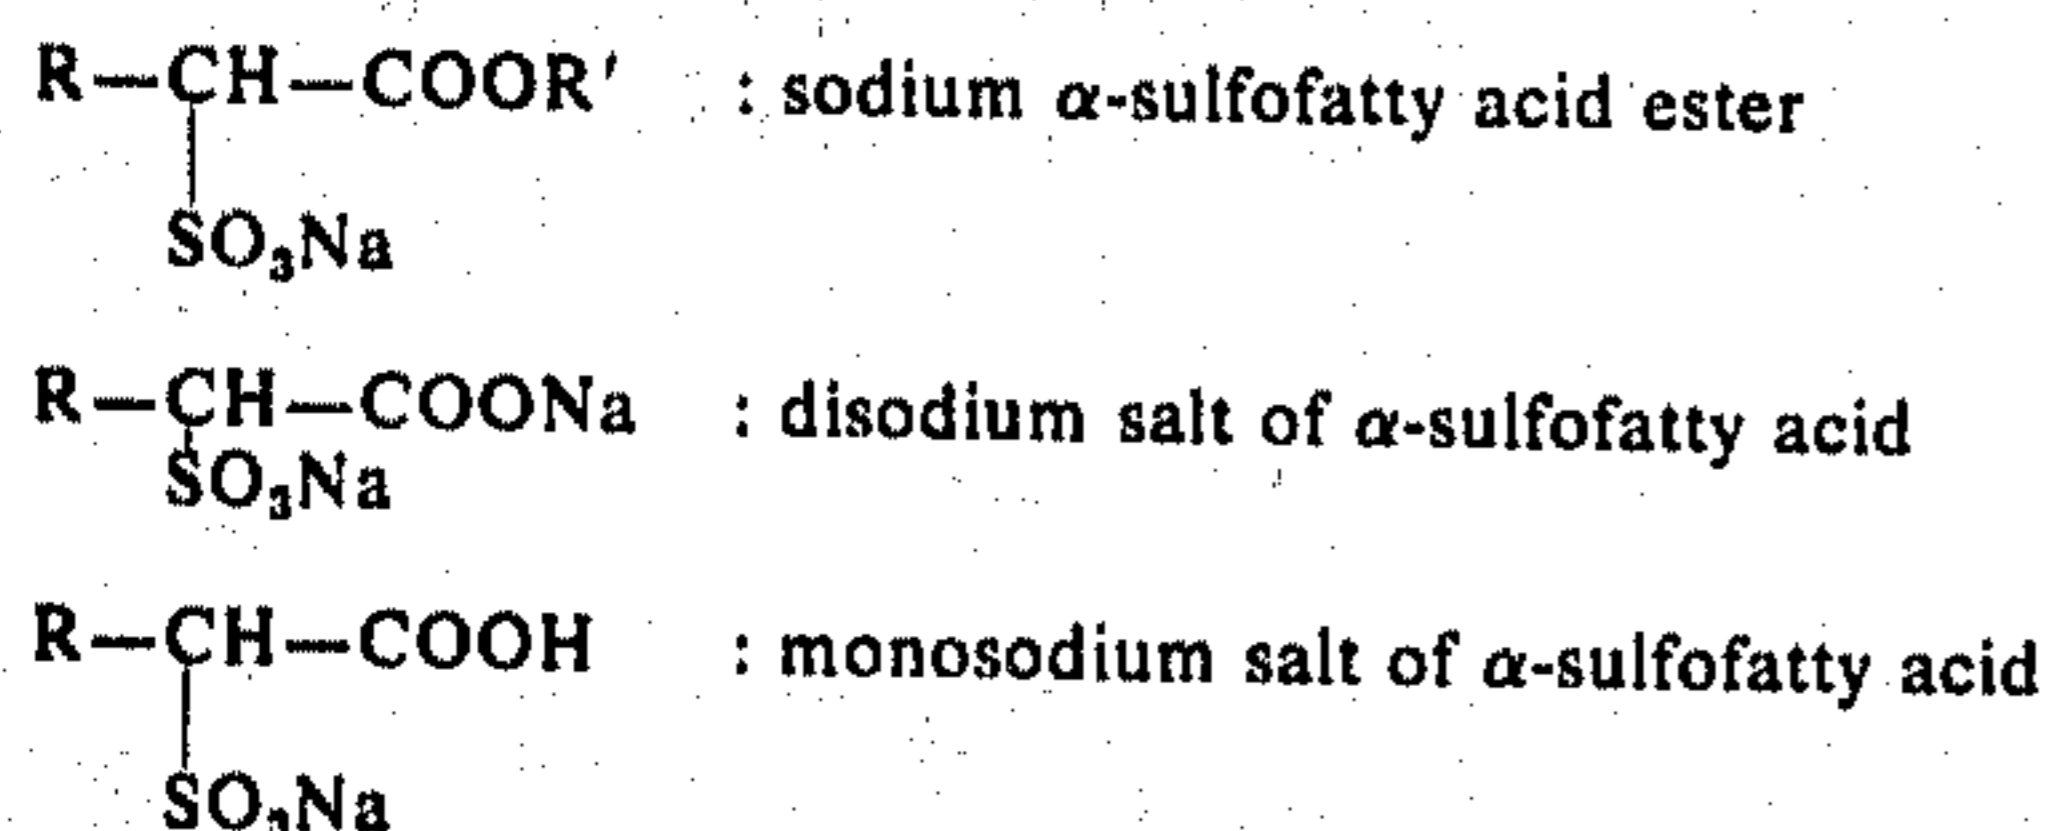 R—CH—COOR′ : sodium α-sulfofatty acid ester
SO₃Na
R—CH—COONa : disodium salt of α-sulfofatty acid
SO₃Na
R—CH—COOH : monosodium salt of α-sulfofatty acid
SO₃Na